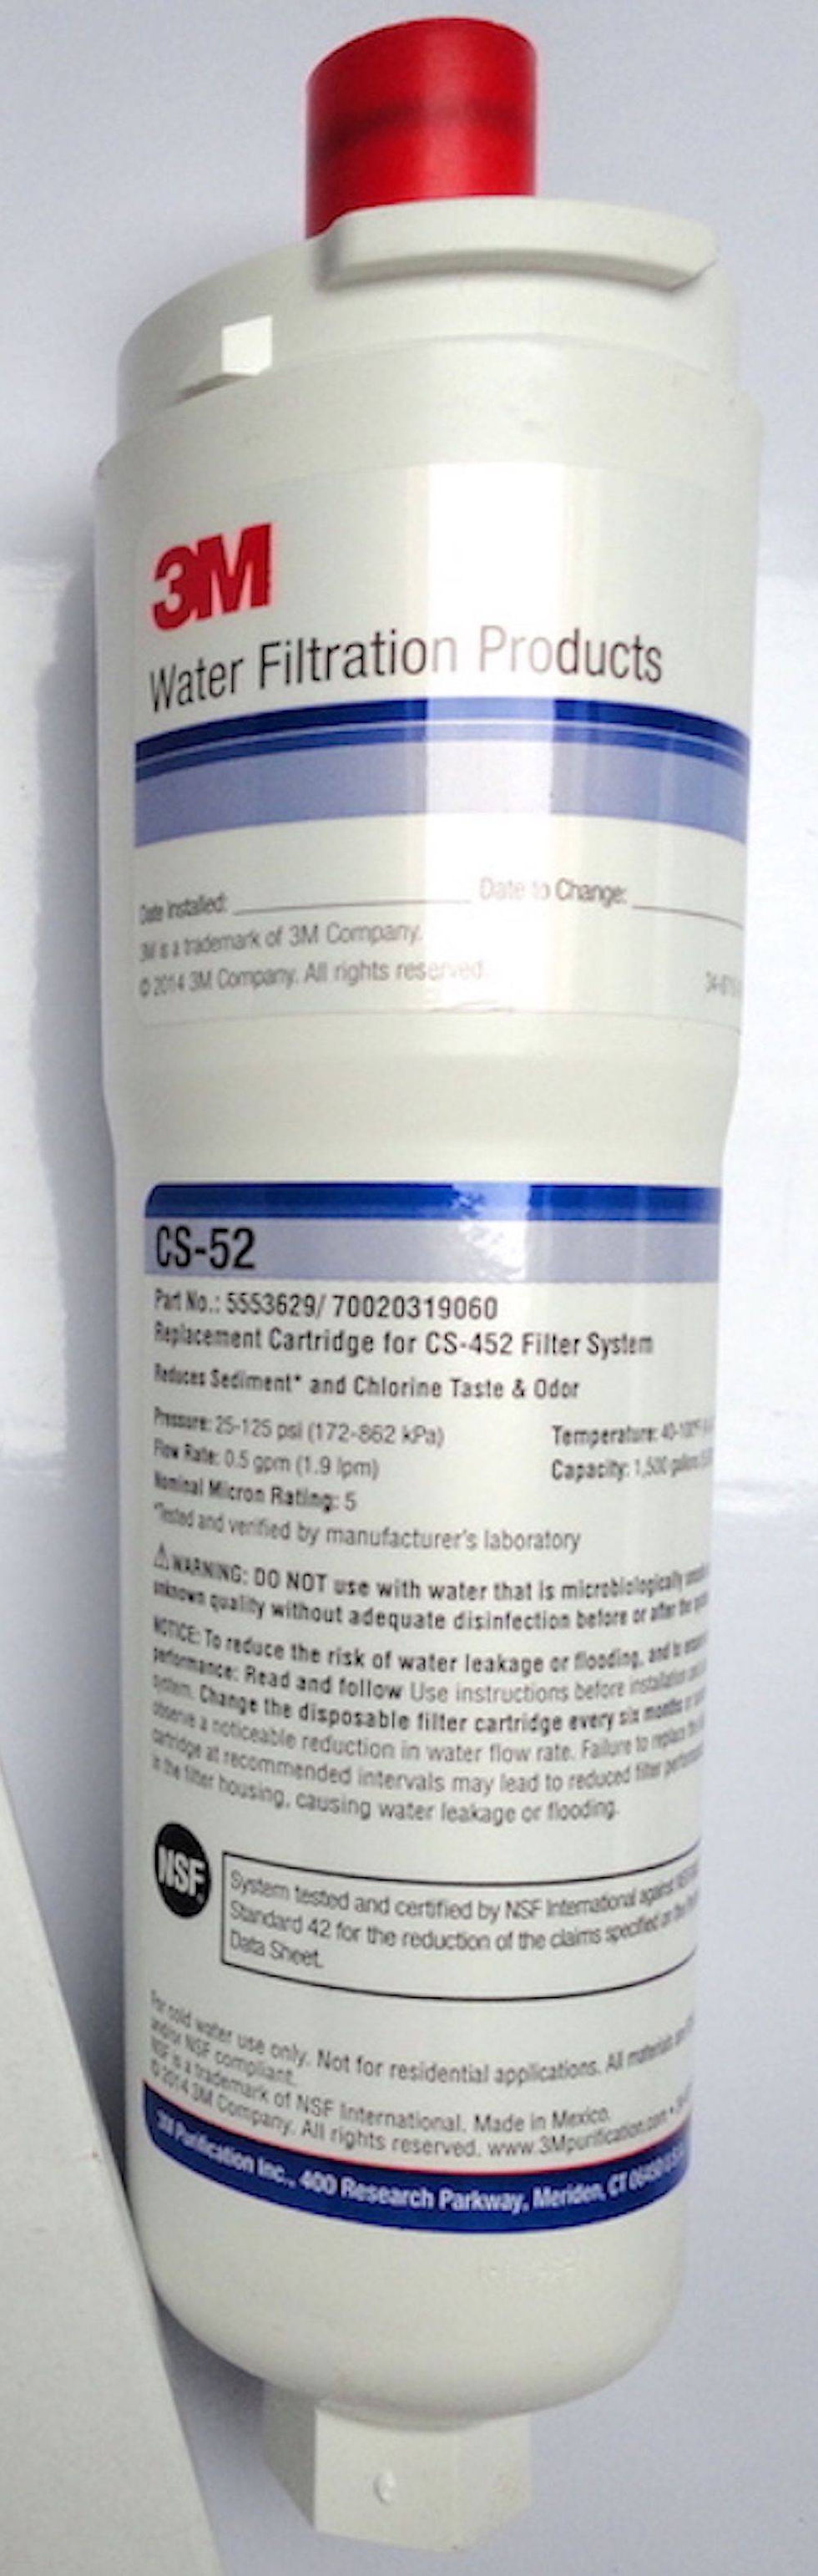 3M
Water Filtration Products
Date Installed: Date to Change:
3M is a trademark of 3M Company.
© 2014 3M Company. All rights reserved.
CS-52
Part No.: 5553629/ 70020319060
Replacement Cartridge for CS-452 Filter System
Reduces Sediment* and Chlorine Taste & Odor
Pressure: 25-125 psi (172-862 kPa) Temperature: 40-100°F
Flow Rate: 0.5 gpm (1.9 lpm) Capacity: 1,500 gallons
Nominal Micron Rating: 5
*Tested and verified by manufacturer's laboratory
⚠WARNING: DO NOT use with water that is microbiologically
unknown quality without adequate disinfection before or after the
NOTICE: To reduce the risk of water leakage or flooding, and to
performance: Read and follow Use instructions before installation
system. Change the disposable filter cartridge every six months
observe a noticeable reduction in water flow rate. Failure to replace
cartridge at recommended intervals may lead to reduced filter
in the filter housing, causing water leakage or flooding.
NSF
System tested and certified by NSF International against
Standard 42 for the reduction of the claims specified on the
Data Sheet.
For cold water use only. Not for residential applications. All materials
and/or NSF compliant.
NSF is a trademark of NSF International. Made in Mexico.
© 2014 3M Company. All rights reserved. www.3Mpurification.com •
3M Purification Inc., 400 Research Parkway, Meriden, CT 06450 U.S.A.